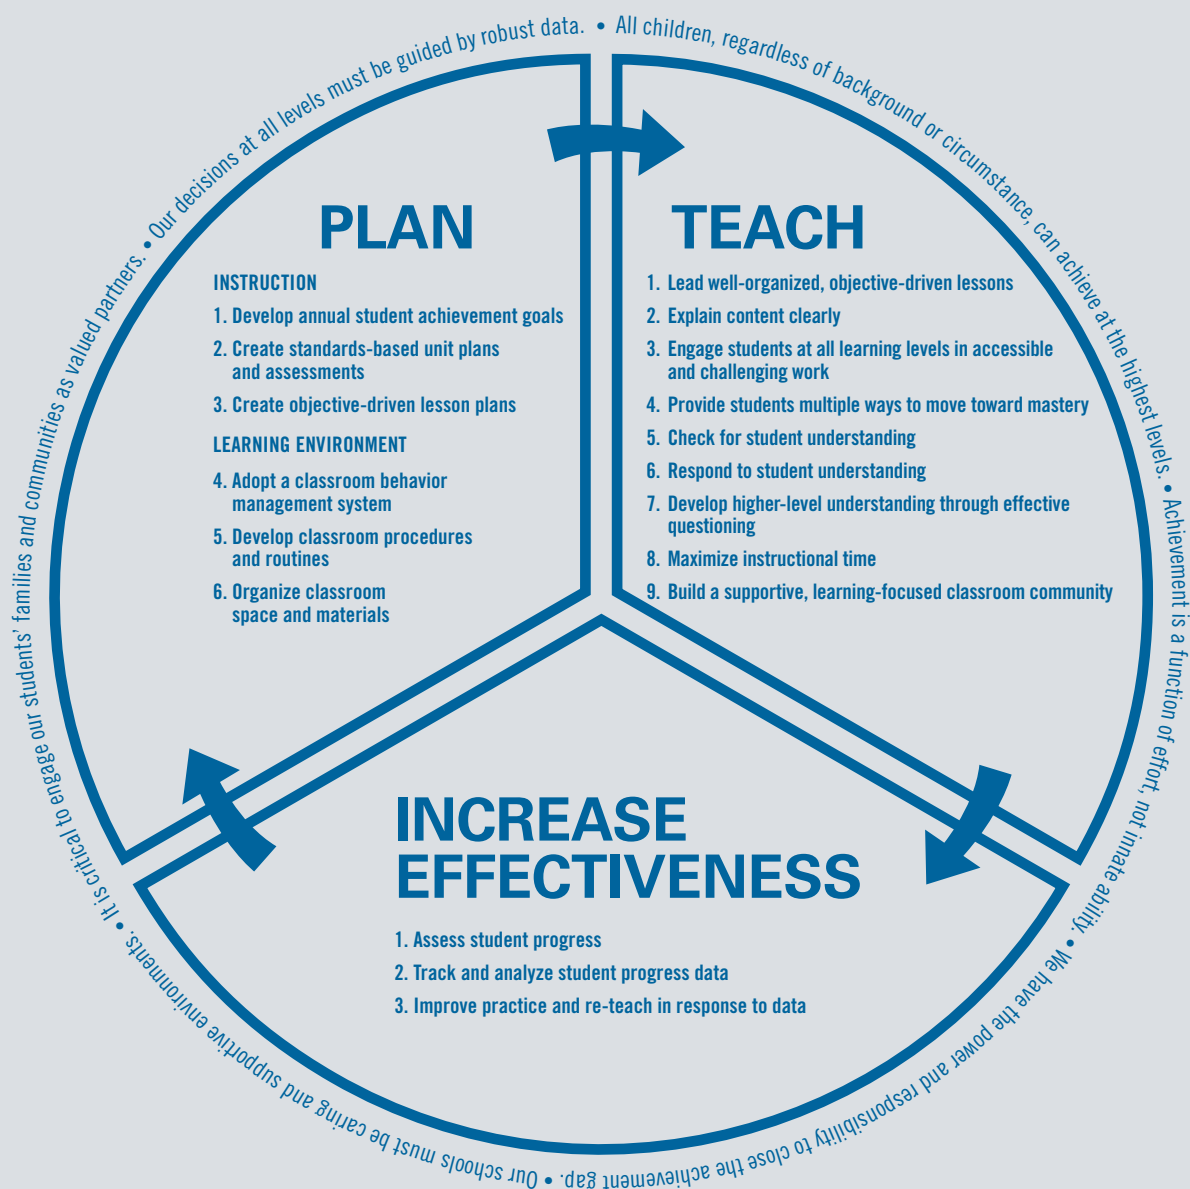 All children, regardless of background or circumstance, can achieve at the highest levels. • Achievement is a function of effort, not innate ability. • We have the power and responsibility to close the achievement gap. • Our schools must be caring and supportive environments. • It is critical to engage our students’ families and communities as valued partners. • Our decisions at all levels must be guided by robust data. •
PLAN
INSTRUCTION
1. Develop annual student achievement goals
2. Create standards-based unit plans
and assessments
3. Create objective-driven lesson plans
LEARNING ENVIRONMENT
4. Adopt a classroom behavior
management system
5. Develop classroom procedures
and routines
6. Organize classroom
space and materials
TEACH
1. Lead well-organized, objective-driven lessons
2. Explain content clearly
3. Engage students at all learning levels in accessible
and challenging work
4. Provide students multiple ways to move toward mastery
5. Check for student understanding
6. Respond to student understanding
7. Develop higher-level understanding through effective
questioning
8. Maximize instructional time
9. Build a supportive, learning-focused classroom community
INCREASE
EFFECTIVENESS
1. Assess student progress
2. Track and analyze student progress data
3. Improve practice and re-teach in response to data